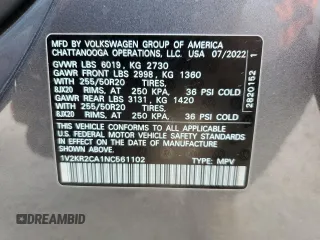 MFD. BY VOLKSWAGEN GROUP OF AMERICA
CHATTANOOGA OPERATIONS, LLC. USA 07/2022
GVWR LBS 6019, KG 2730
GAWR FRONT LBS 2998, KG 1360
WITH 255/50R20 TIRES,
8JX20 RIMS, AT 250 KPA, 36 PSI COLD
GAWR REAR LBS 3131, KG 1420
WITH 255/50R20 TIRES,
8JX20 RIMS, AT 250 KPA, 36 PSI COLD
THIS VEHICLE CONFORMS TO ALL APPLICABLE
U.S. FEDERAL MOTOR VEHICLE SAFETY
STANDARDS IN EFFECT ON THE
DATE OF MANUFACTURE SHOWN
ABOVE.
1V2KR2CA1NC561102 TYPE: MPV
2820152 1
DREAMBID